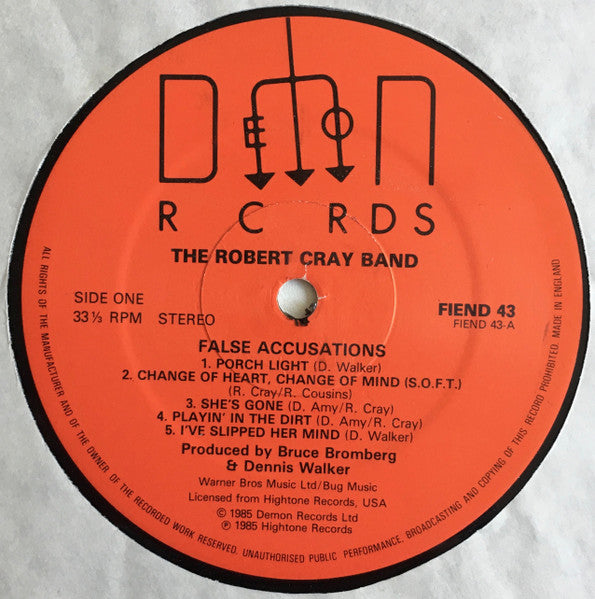 DEMON
RECORDS
THE ROBERT CRAY BAND
SIDE ONE
33⅓ RPM STEREO
FIEND 43
FIEND 43-A
FALSE ACCUSATIONS
1. PORCH LIGHT (D. Walker)
2. CHANGE OF HEART, CHANGE OF MIND (S.O.F.T.)
(R. Cray/R. Cousins)
3. SHE'S GONE (D. Amy/R. Cray)
4. PLAYIN' IN THE DIRT (D. Amy/R. Cray)
5. I'VE SLIPPED HER MIND (D. Walker)
Produced by Bruce Bromberg
& Dennis Walker
Warner Bros Music Ltd/Bug Music
Licensed from Hightone Records, USA
© 1985 Demon Records Ltd
℗ 1985 Hightone Records
ALL RIGHTS OF THE MANUFACTURER AND OF THE OWNER OF THE RECORDED WORK RESERVED. UNAUTHORISED PUBLIC PERFORMANCE, BROADCASTING AND COPYING OF THIS RECORD PROHIBITED. MADE IN ENGLAND